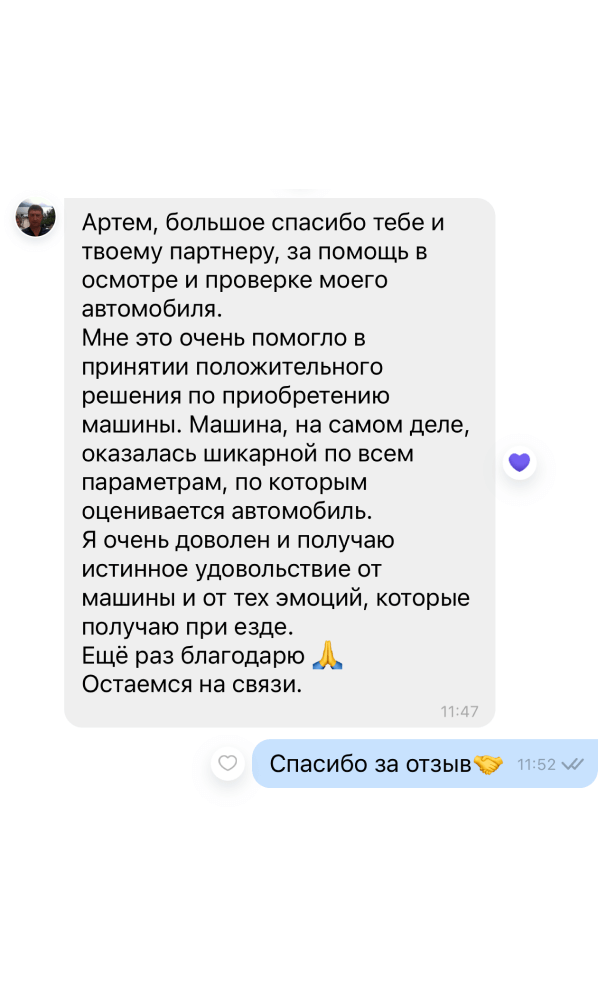 Артем, большое спасибо тебе и
твоему партнеру, за помощь в
осмотре и проверке моего
автомобиля.
Мне это очень помогло в
принятии положительного
решения по приобретению
машины. Машина, на самом деле,
оказалась шикарной по всем
параметрам, по которым
оценивается автомобиль.
Я очень доволен и получаю
истинное удовольствие от
машины и от тех эмоций, которые
получаю при езде.
Ещё раз благодарю 🙏
Остаемся на связи.
11:47
Спасибо за отзыв🤝 11:52